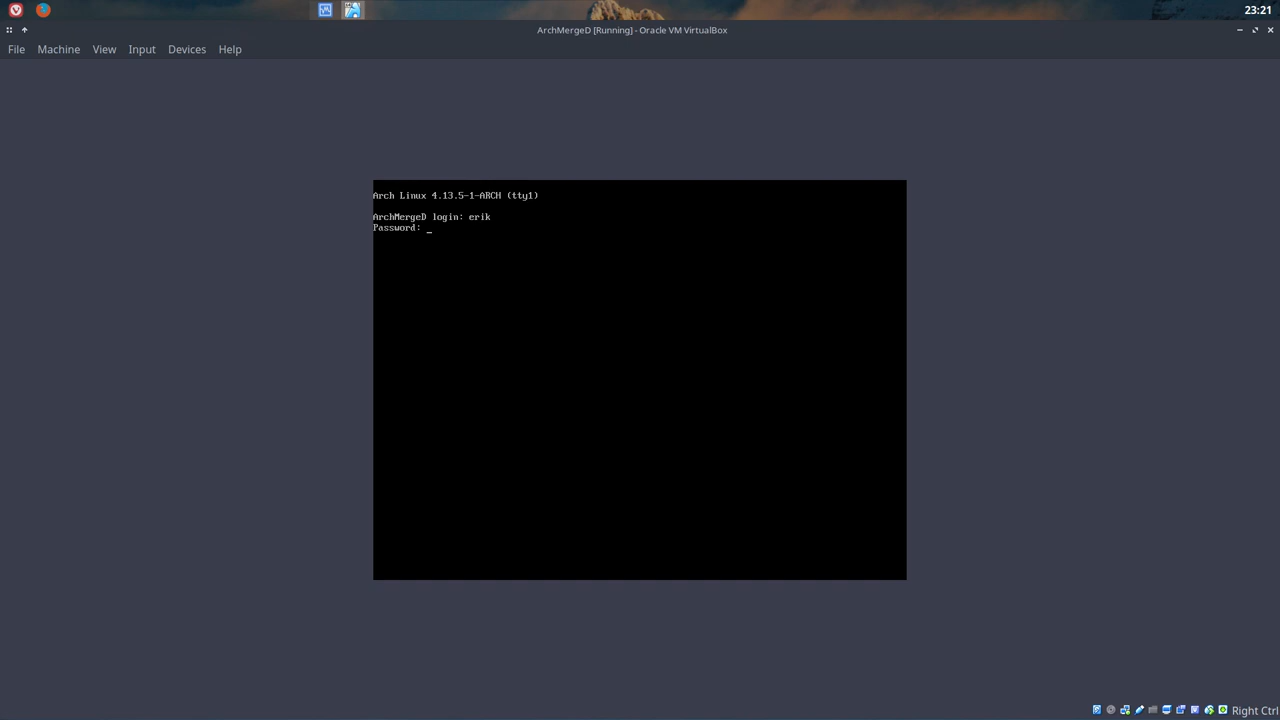 23:21
ArchMergeD [Running] - Oracle VM VirtualBox
File Machine View Input Devices Help
Arch Linux 4.13.5-1-ARCH (tty1)
ArchMergeD login: erik
Password: _
Right Ctrl